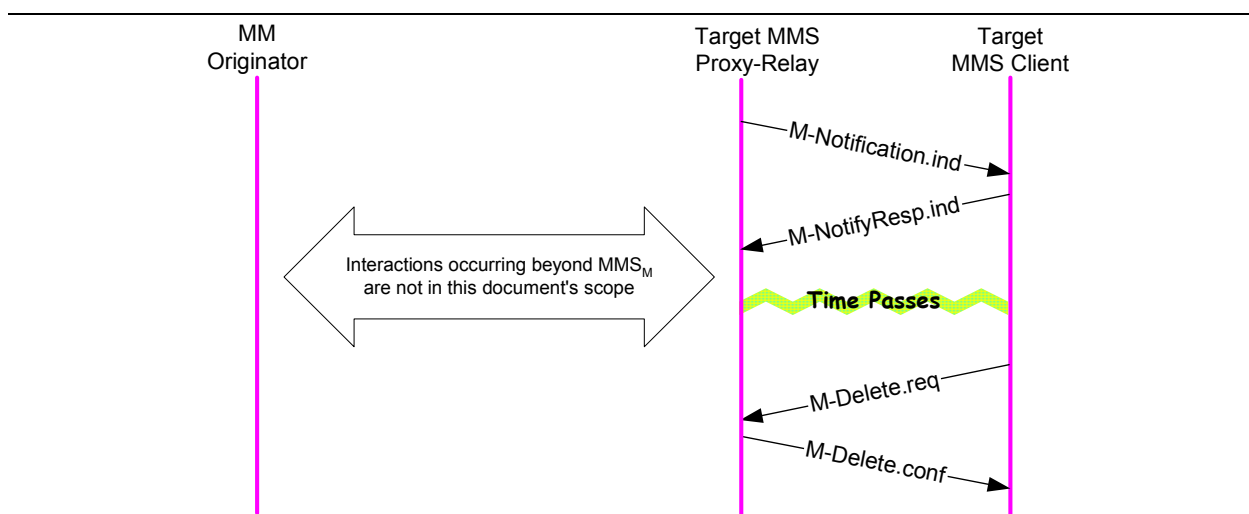 MM
Originator
Target MMS
Proxy-Relay
Target
MMS Client
M-Notification.ind
M-NotifyResp.ind
Interactions occurring beyond MMSM
are not in this document's scope
Time Passes
M-Delete.req
M-Delete.conf